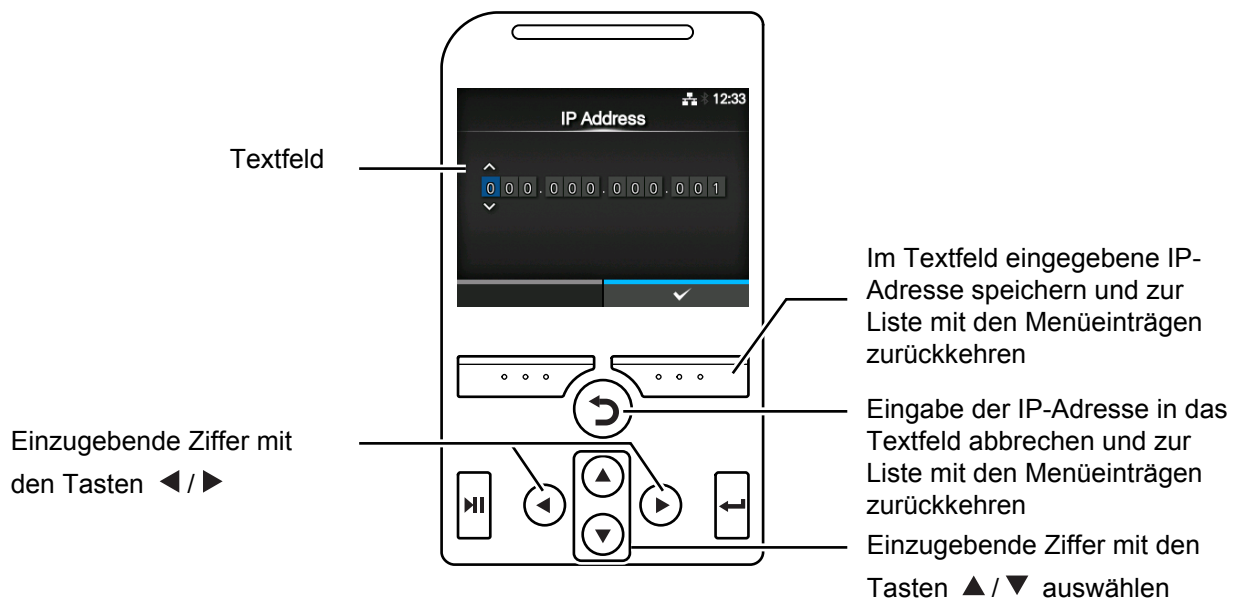 12:33
IP Address
Textfeld
000.000.000.001
Im Textfeld eingegebene IP-
Adresse speichern und zur
Liste mit den Menüeinträgen
zurückkehren
Eingabe der IP-Adresse in das
Textfeld abbrechen und zur
Liste mit den Menüeinträgen
zurückkehren
Einzugebende Ziffer mit
den Tasten ◀ / ▶
Einzugebende Ziffer mit den
Tasten ▲ / ▼ auswählen